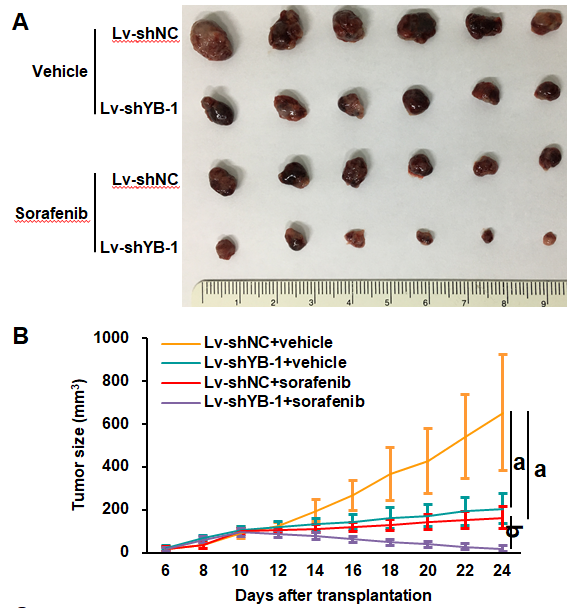 A
Lv-shNC
Vehicle
Lv-shYB-1
Lv-shNC
Sorafenib
Lv-shYB-1
1 2 3 4 5 6 7 8 9
B
1000
800
600
400
200
0
Tumor size (mm³)
Lv-shNC+vehicle
Lv-shYB-1+vehicle
Lv-shNC+sorafenib
Lv-shYB-1+sorafenib
a
a
b
6 8 10 12 14 16 18 20 22 24
Days after transplantation